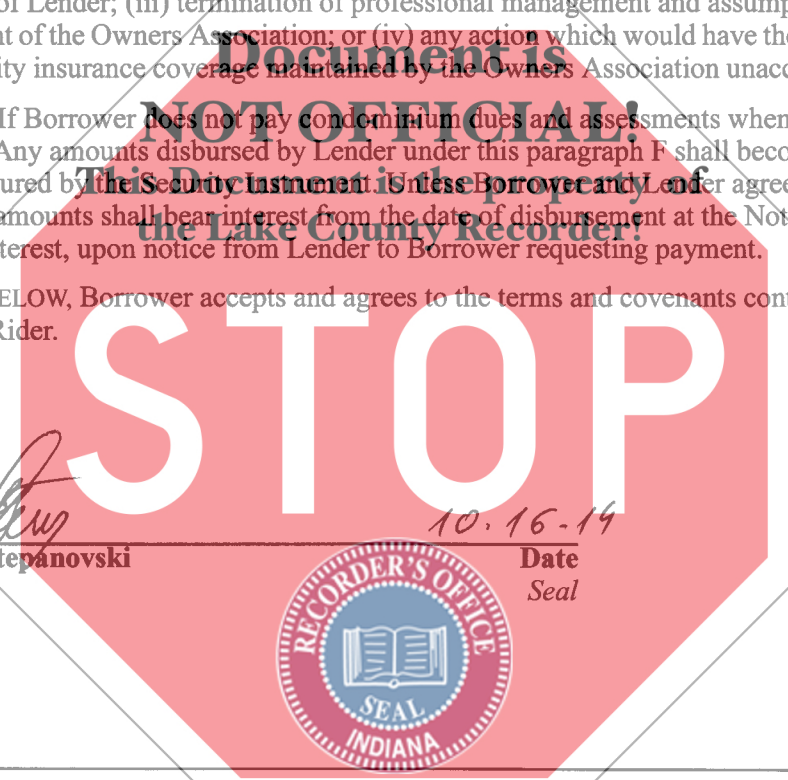 of Lender; (iii) termination of professional management and assump
nt of the Owners Association; or (iv) any action which would have the
Document is
ity insurance coverage maintained by the Owners Association unacc
NOT OFFICIAL!
If Borrower does not pay condominium dues and assessments when
Any amounts disbursed by Lender under this paragraph F shall beco
This Document is the property of
ured by the Security Instrument. Unless Borrower and Lender agree
amounts shall bear interest from the date of disbursement at the Not
the Lake County Recorder!
terest, upon notice from Lender to Borrower requesting payment.
ELOW, Borrower accepts and agrees to the terms and covenants cont
Rider.
STOP
10.16-19
tepanovski Date
Seal
RECORDER'S OFFICE
SEAL
INDIANA